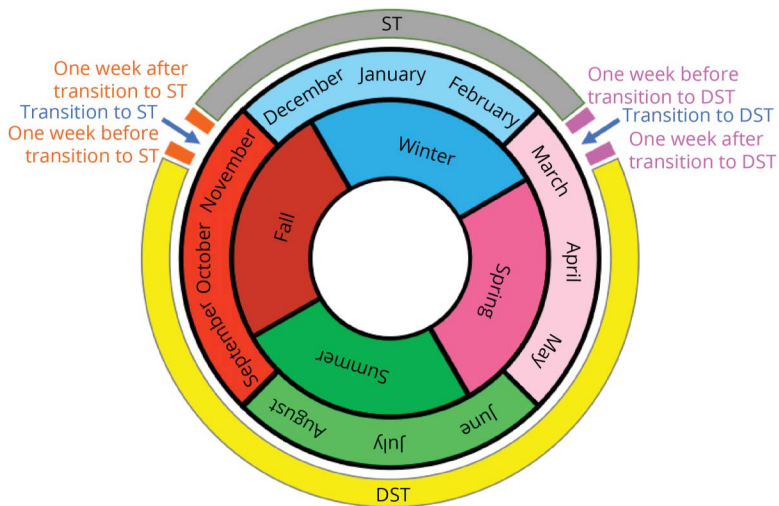 ST
One week after
transition to ST
Transition to ST
One week before
transition to ST
One week before
transition to DST
Transition to DST
One week after
transition to DST
December
January
February
March
April
May
June
July
August
September
October
November
Winter
Spring
Summer
Fall
DST